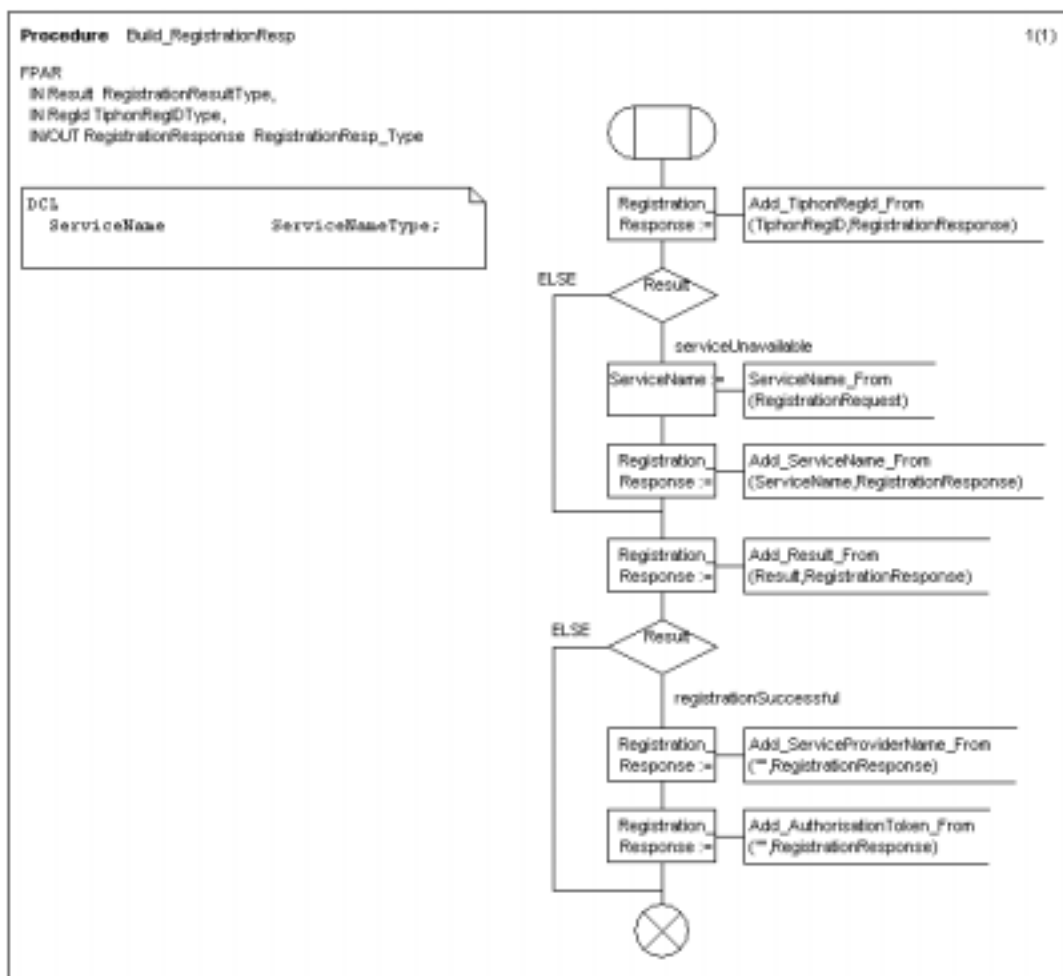 Procedure Build_RegistrationResp
1(1)
FPAR
IN Result RegistrationResultType,
IN RegId TiphonRegIDType,
IN/OUT RegistrationResponse RegistrationResp_Type
DCL
ServiceName ServiceNameType;
Registration_
Response :=
Add_TiphonRegId_From
(TiphonRegID,RegistrationResponse)
ELSE
Result
serviceUnavailable
ServiceName :=
ServiceName_From
(RegistrationRequest)
Registration_
Response :=
Add_ServiceName_From
(ServiceName,RegistrationResponse)
Registration_
Response :=
Add_Result_From
(Result,RegistrationResponse)
ELSE
Result
registrationSuccessful
Registration_
Response :=
Add_ServiceProviderName_From
("",RegistrationResponse)
Registration_
Response :=
Add_AuthorisationToken_From
("",RegistrationResponse)